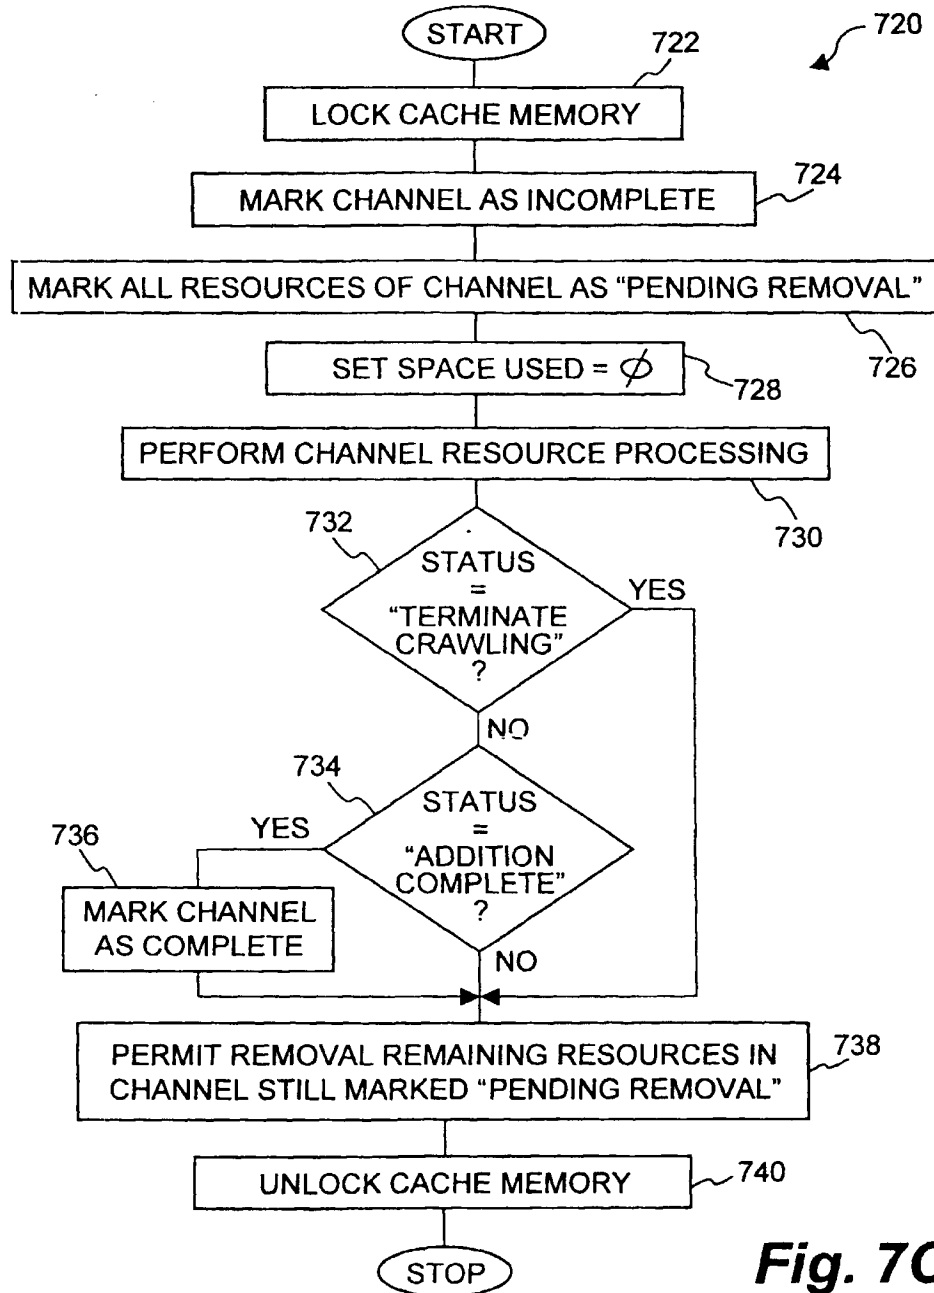 START
720
722
LOCK CACHE MEMORY
724
MARK CHANNEL AS INCOMPLETE
MARK ALL RESOURCES OF CHANNEL AS “PENDING REMOVAL”
726
SET SPACE USED = ϕ
728
PERFORM CHANNEL RESOURCE PROCESSING
730
732
STATUS
=
“TERMINATE
CRAWLING”
?
YES
NO
734
STATUS
=
“ADDITION
COMPLETE”
?
YES
736
MARK CHANNEL
AS COMPLETE
NO
PERMIT REMOVAL REMAINING RESOURCES IN
CHANNEL STILL MARKED “PENDING REMOVAL”
738
UNLOCK CACHE MEMORY
740
STOP
Fig. 7C